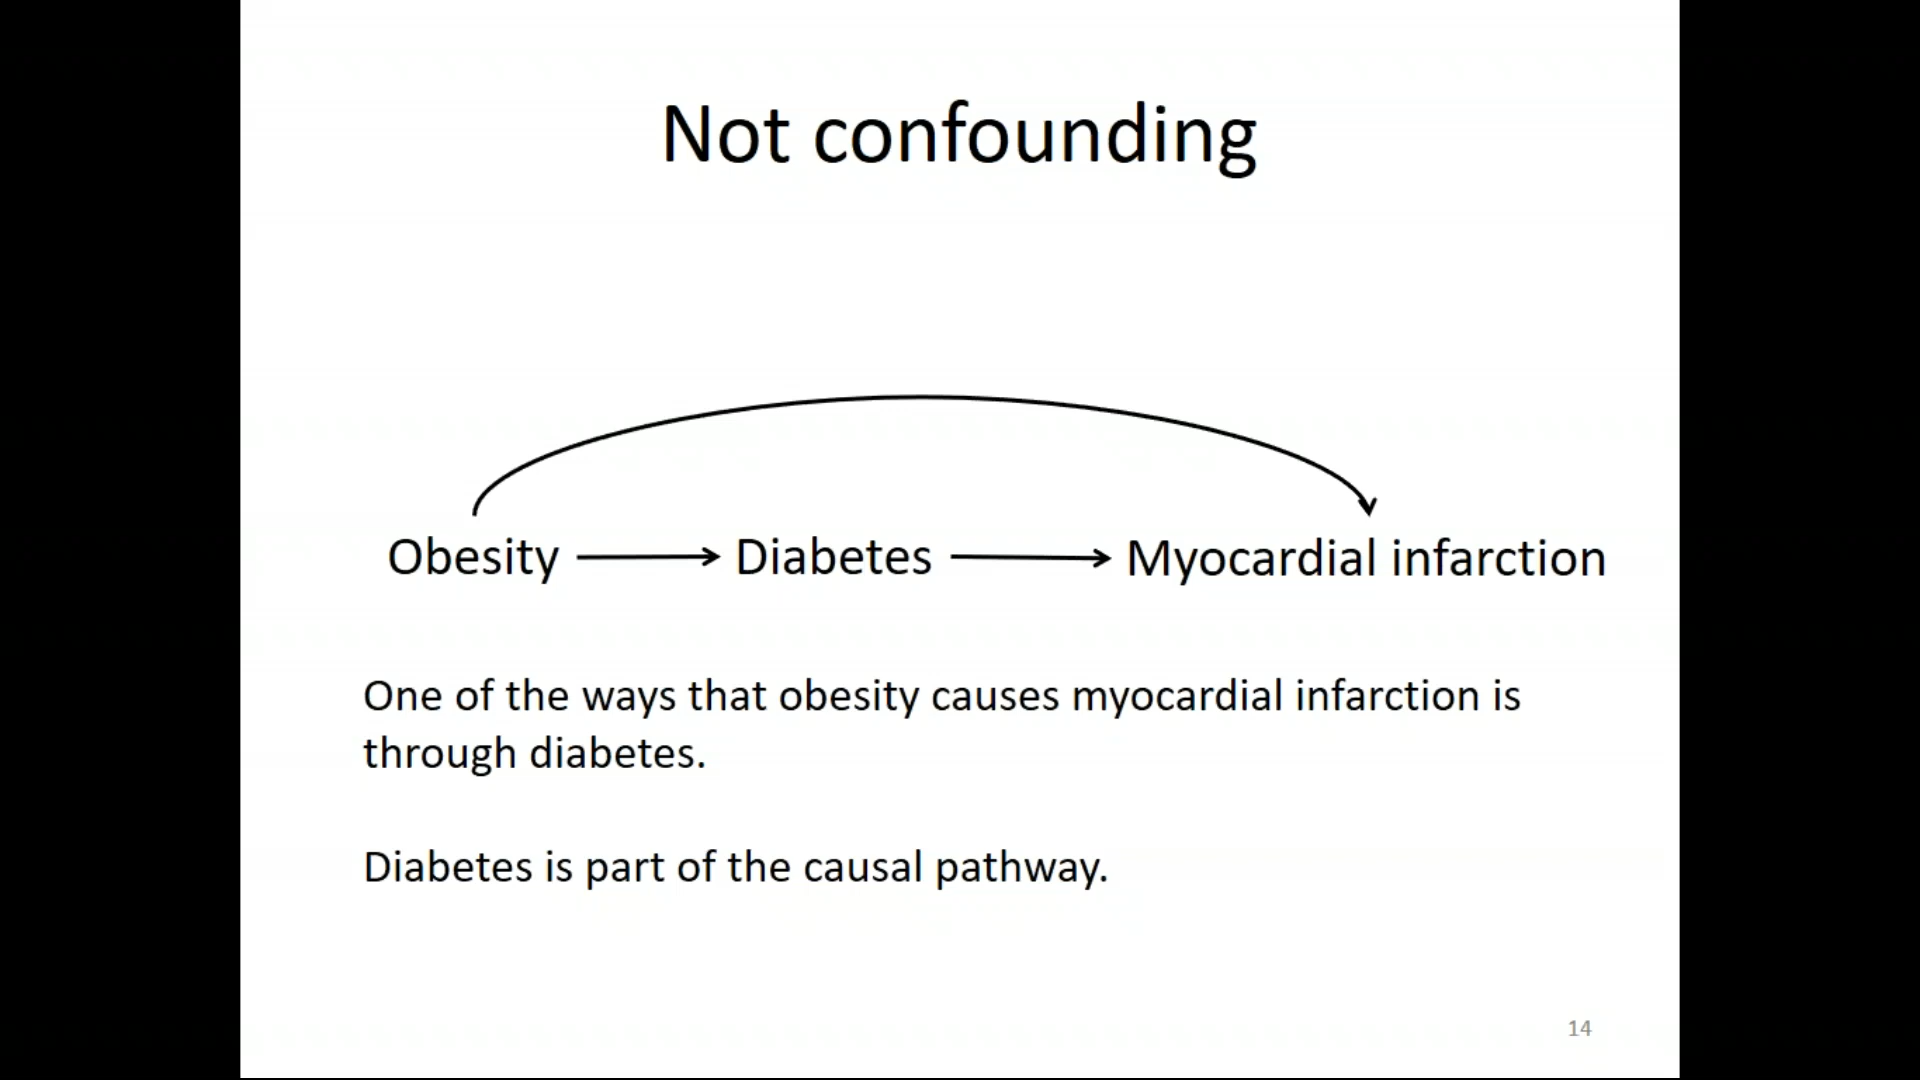 Not confounding
Obesity Diabetes Myocardial infarction
One of the ways that obesity causes myocardial infarction is
through diabetes.
Diabetes is part of the causal pathway.
14